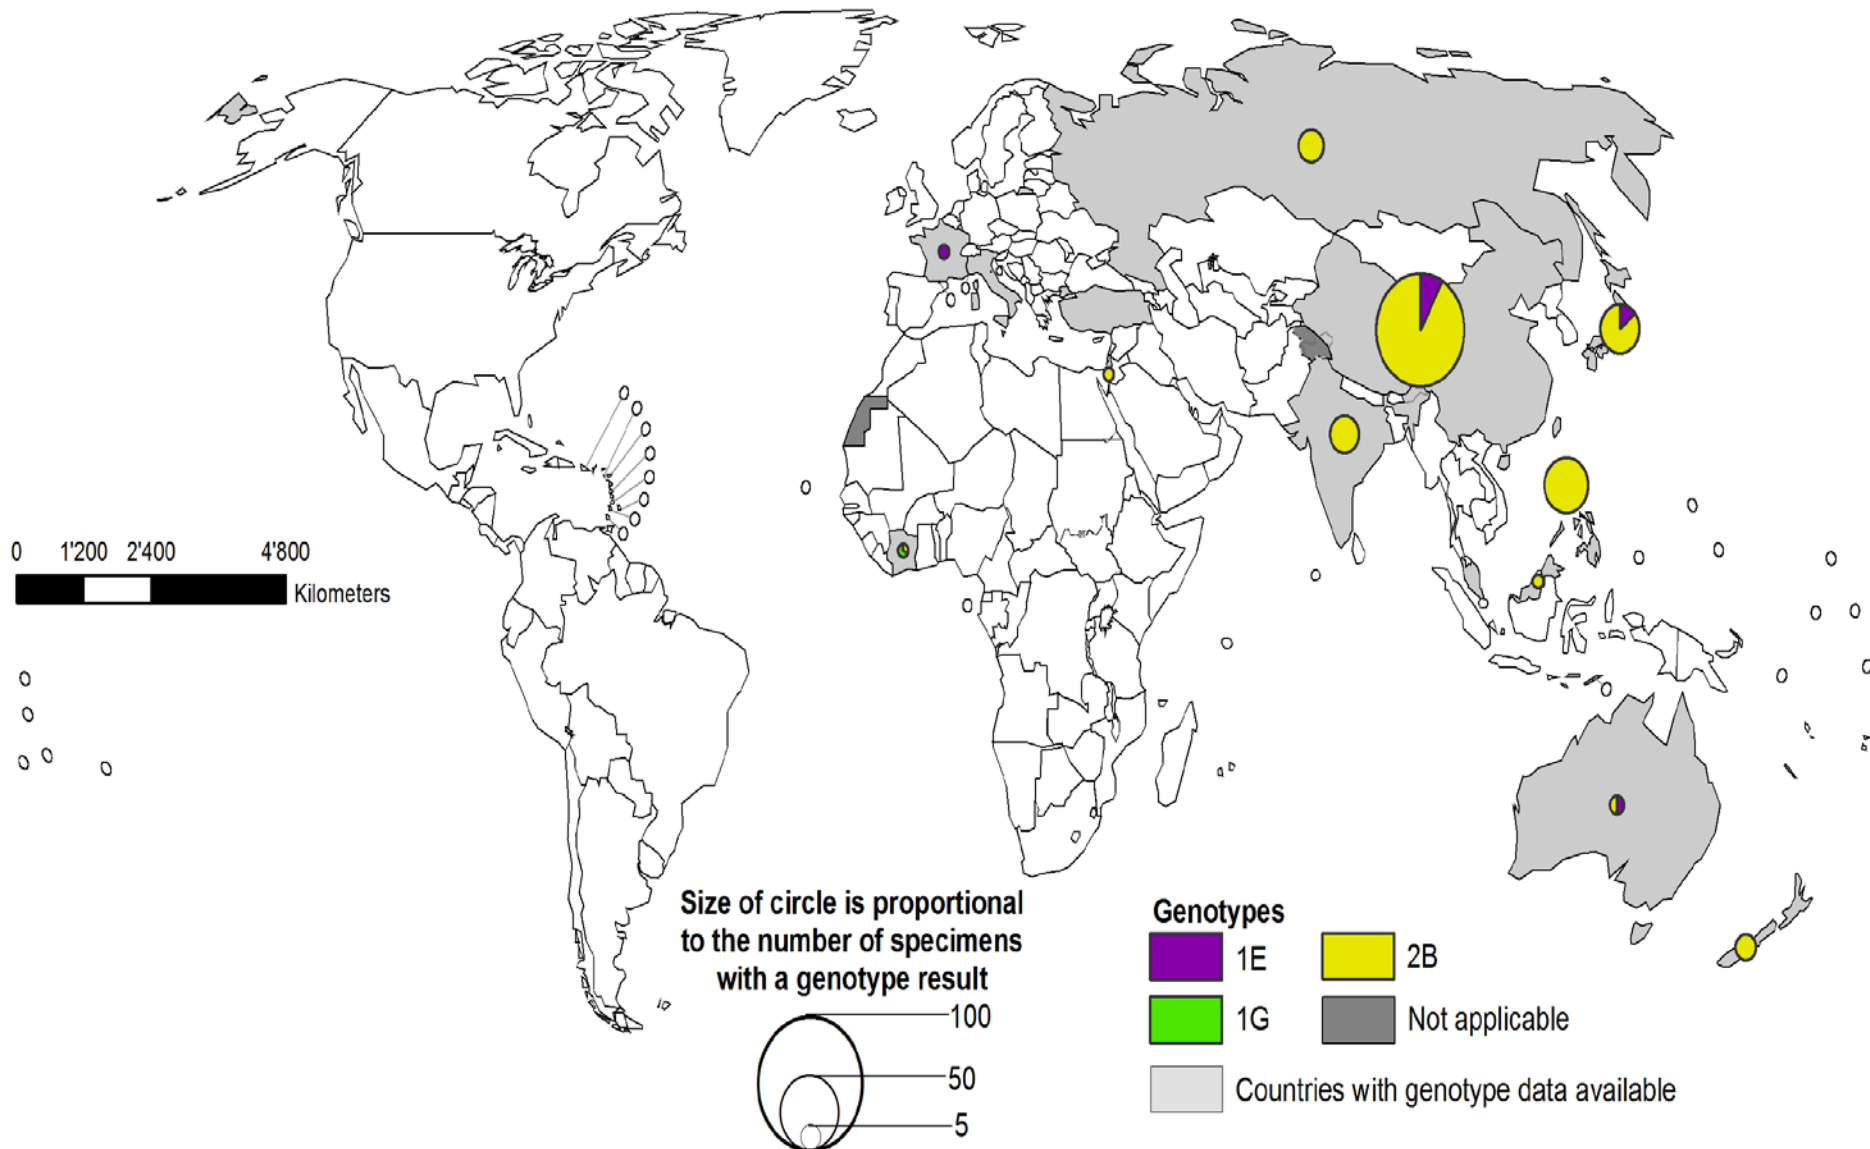 0 1'200 2'400 4'800
Kilometers
Size of circle is proportional
to the number of specimens
with a genotype result
100
50
5
Genotypes
1E
2B
1G
Not applicable
Countries with genotype data available